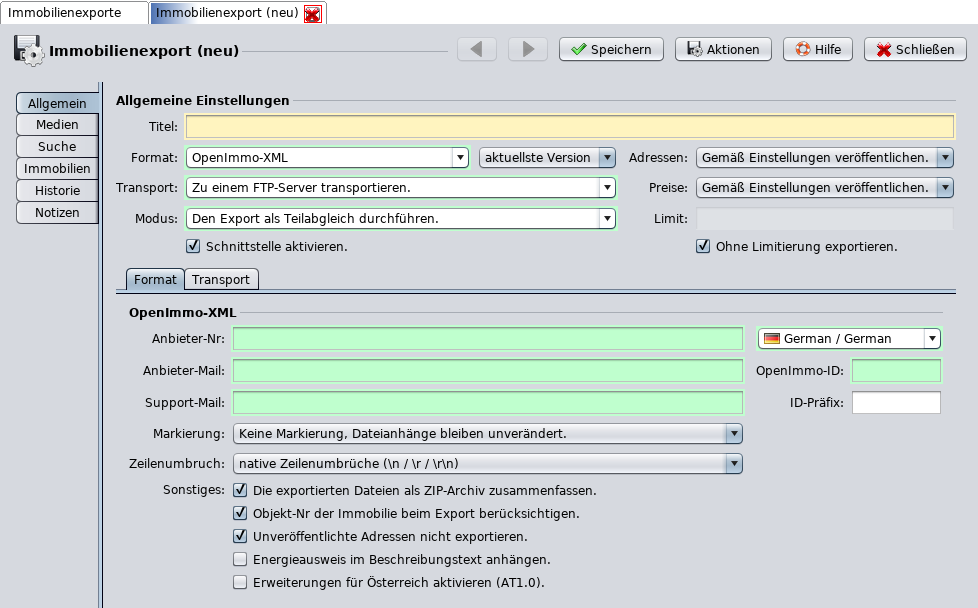 Immobilienexporte
Immobilienexport (neu)
Immobilienexport (neu)
Speichern
Aktionen
Hilfe
Schließen
Allgemein
Medien
Suche
Immobilien
Historie
Notizen
Allgemeine Einstellungen
Titel:
Format: OpenImmo-XML aktuellste Version Adressen: Gemäß Einstellungen veröffentlichen.
Transport: Zu einem FTP-Server transportieren. Preise: Gemäß Einstellungen veröffentlichen.
Modus: Den Export als Teilabgleich durchführen. Limit:
Schnittstelle aktivieren. Ohne Limitierung exportieren.
Format Transport
OpenImmo-XML
Anbieter-Nr: German / German
Anbieter-Mail: OpenImmo-ID:
Support-Mail: ID-Präfix:
Markierung: Keine Markierung, Dateianhänge bleiben unverändert.
Zeilenumbruch: native Zeilenumbrüche (\n / \r / \r\n)
Sonstiges: Die exportierten Dateien als ZIP-Archiv zusammenfassen.
Objekt-Nr der Immobilie beim Export berücksichtigen.
Unveröffentlichte Adressen nicht exportieren.
Energieausweis im Beschreibungstext anhängen.
Erweiterungen für Österreich aktivieren (AT1.0).